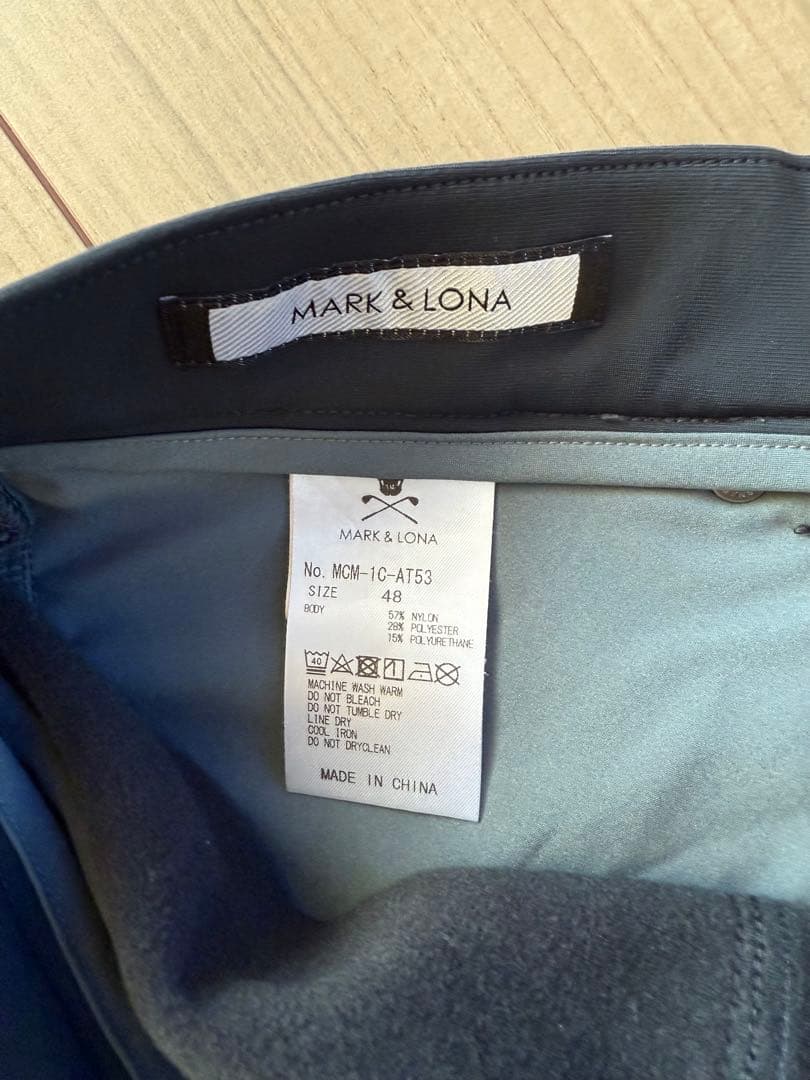 MARK & LONA
MARK & LONA
No. MCM-1C-AT53
SIZE 48
BODY 57% NYLON
28% POLYESTER
15% POLYURETHANE
40
MACHINE WASH WARM
DO NOT BLEACH
DO NOT TUMBLE DRY
LINE DRY
COOL IRON
DO NOT DRYCLEAN
MADE IN CHINA